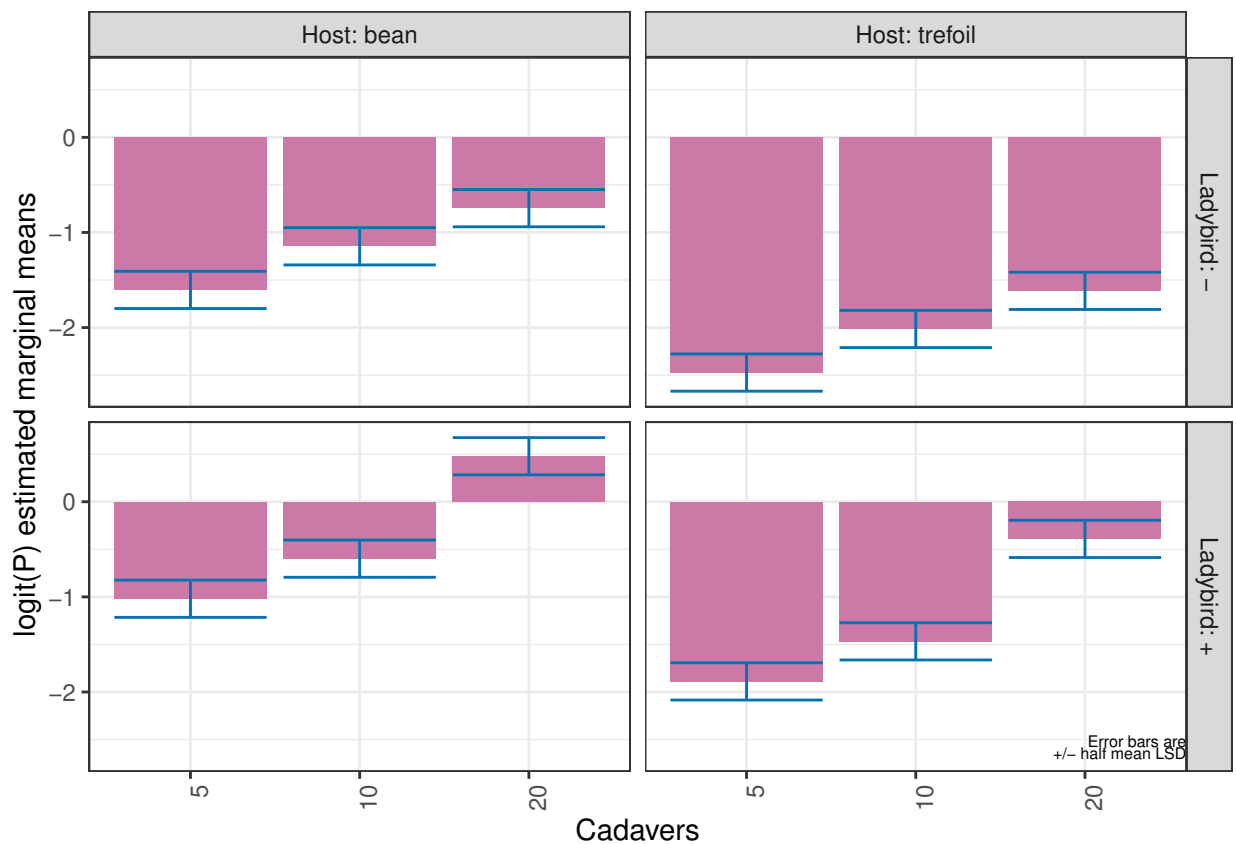 Host: bean
Host: trefoil
logit(P) estimated marginal means
0
−1
−2
Ladybird: −
0
−1
−2
Ladybird: +
Error bars are
+/− half mean LSD
5
10
20
5
10
20
Cadavers